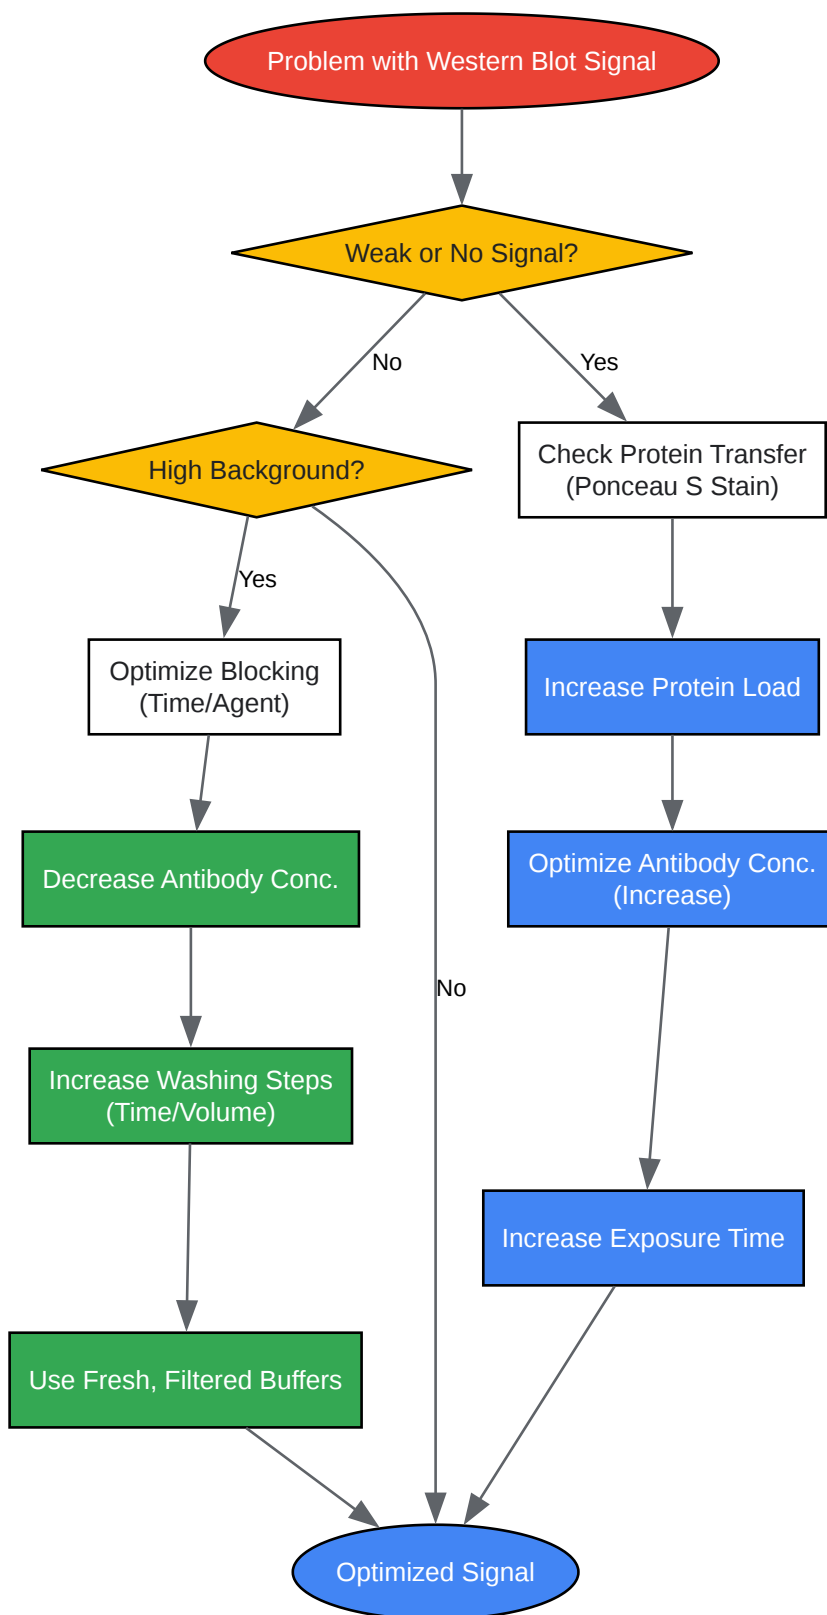 Problem with Western Blot Signal
Weak or No Signal?
No
Yes
High Background?
Check Protein Transfer
(Ponceau S Stain)
Yes
Optimize Blocking
(Time/Agent)
Increase Protein Load
Decrease Antibody Conc.
Optimize Antibody Conc.
(Increase)
No
Increase Washing Steps
(Time/Volume)
Increase Exposure Time
Use Fresh, Filtered Buffers
Optimized Signal